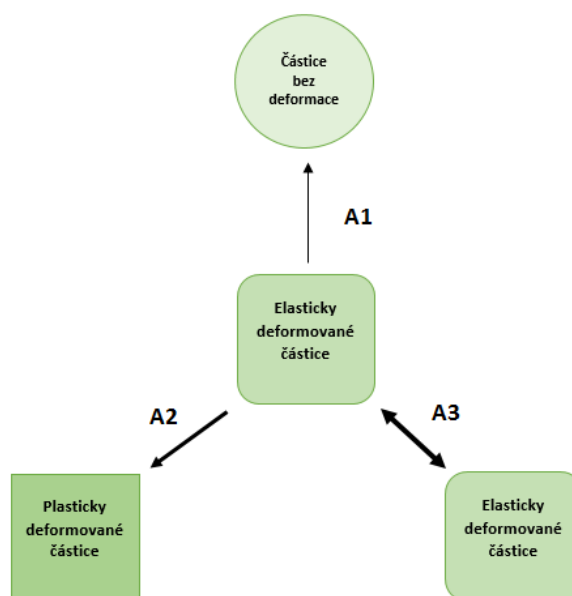 Částice
bez
deformace
A1
Elasticky
deformované
částice
A2
A3
Plasticky
deformované
částice
Elasticky
deformované
částice